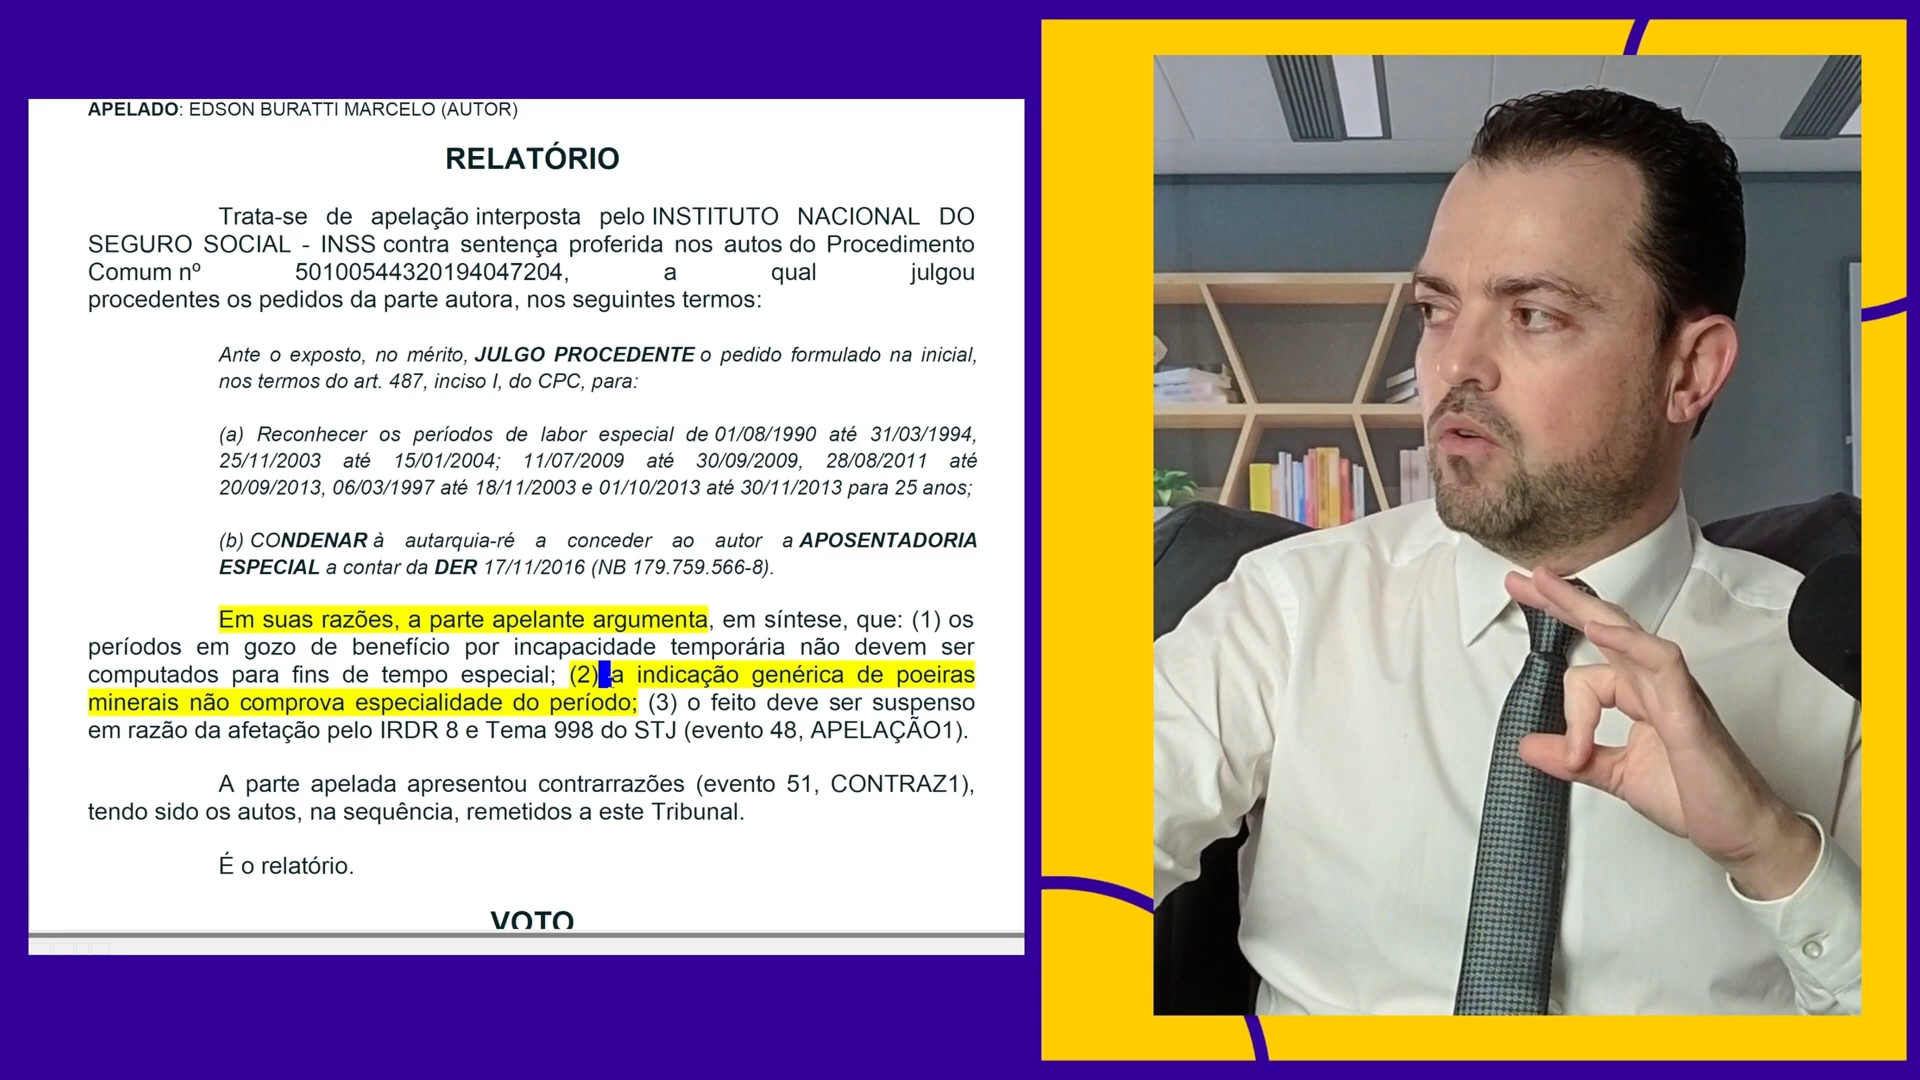 APELADO: EDSON BURATTI MARCELO (AUTOR)
RELATÓRIO
Trata-se de apelação interposta pelo INSTITUTO NACIONAL DO
SEGURO SOCIAL - INSS contra sentença proferida nos autos do Procedimento
Comum nº 50100544320194047204, a qual julgou
procedentes os pedidos da parte autora, nos seguintes termos:
Ante o exposto, no mérito, JULGO PROCEDENTE o pedido formulado na inicial,
nos termos do art. 487, inciso I, do CPC, para:
(a) Reconhecer os períodos de labor especial de 01/08/1990 até 31/03/1994,
25/11/2003 até 15/01/2004; 11/07/2009 até 30/09/2009, 28/08/2011 até
20/09/2013, 06/03/1997 até 18/11/2003 e 01/10/2013 até 30/11/2013 para 25 anos;
(b) CONDENAR à autarquia-ré a conceder ao autor a APOSENTADORIA
ESPECIAL a contar da DER 17/11/2016 (NB 179.759.566-8).
Em suas razões, a parte apelante argumenta, em síntese, que: (1) os
períodos em gozo de benefício por incapacidade temporária não devem ser
computados para fins de tempo especial; (2) a indicação genérica de poeiras
minerais não comprova especialidade do período; (3) o feito deve ser suspenso
em razão da afetação pelo IRDR 8 e Tema 998 do STJ (evento 48, APELAÇÃO1).
A parte apelada apresentou contrarrazões (evento 51, CONTRAZ1),
tendo sido os autos, na sequência, remetidos a este Tribunal.
É o relatório.
VOTO